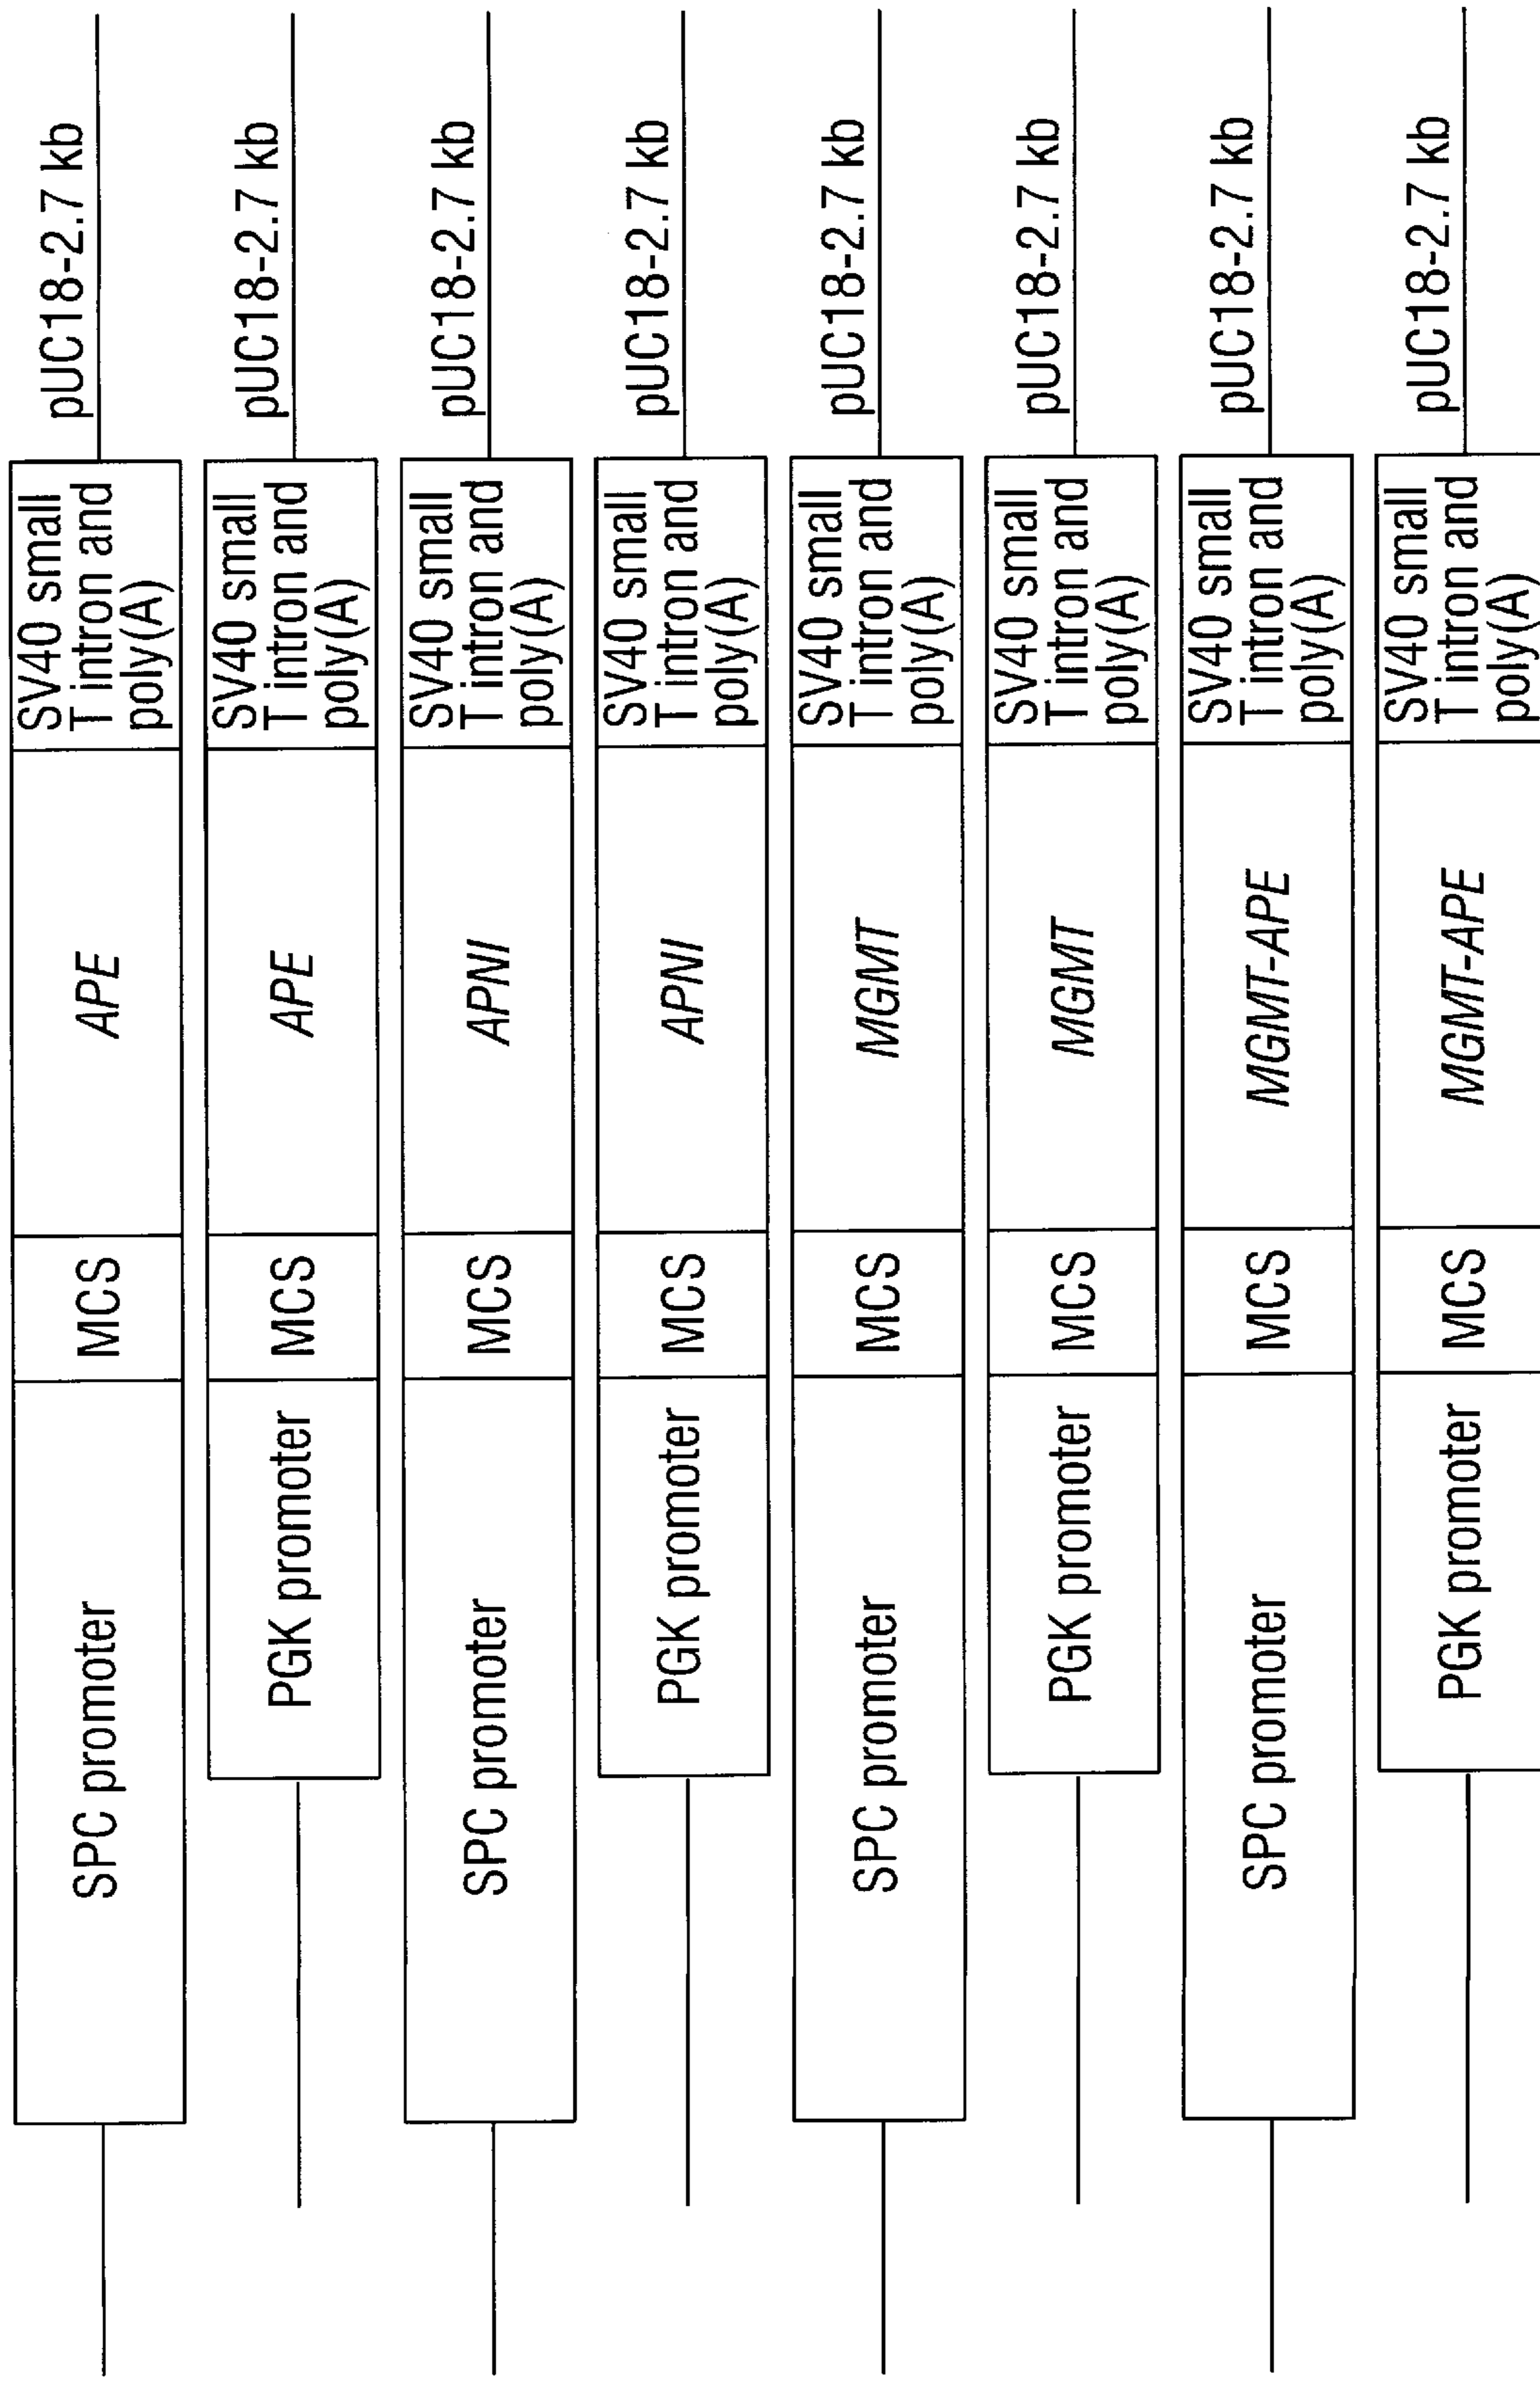 SPC promoter
MCS
APE
SV40 small
T intron and
poly(A)
pUC18-2.7 kb
PGK promoter
MCS
APE
SV40 small
T intron and
poly(A)
pUC18-2.7 kb
SPC promoter
MCS
APNI
SV40 small
T intron and
poly(A)
pUC18-2.7 kb
PGK promoter
MCS
APNI
SV40 small
T intron and
poly(A)
pUC18-2.7 kb
SPC promoter
MCS
MGMT
SV40 small
T intron and
poly(A)
pUC18-2.7 kb
PGK promoter
MCS
MGMT
SV40 small
T intron and
poly(A)
pUC18-2.7 kb
SPC promoter
MCS
MGMT-APE
SV40 small
T intron and
poly(A)
pUC18-2.7 kb
PGK promoter
MCS
MGMT-APE
SV40 small
T intron and
poly(A)
pUC18-2.7 kb